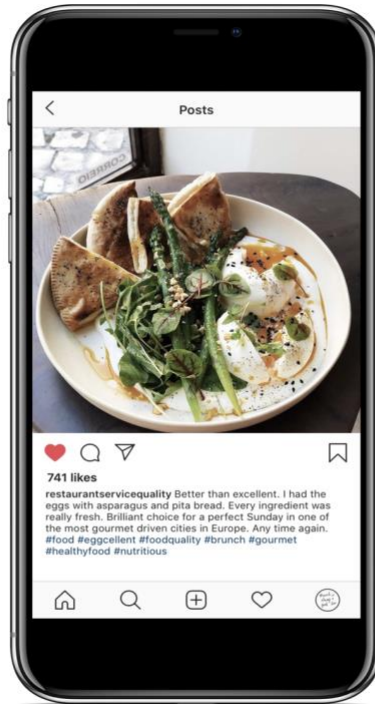 Posts
CORREIO
741 likes
restaurantservicequality Better than excellent. I had the
eggs with asparagus and pita bread. Every ingredient was
really fresh. Brilliant choice for a perfect Sunday in one of
the most gourmet driven cities in Europe. Any time again.
#food #eggcellent #foodquality #brunch #gourmet
#healthyfood #nutritious